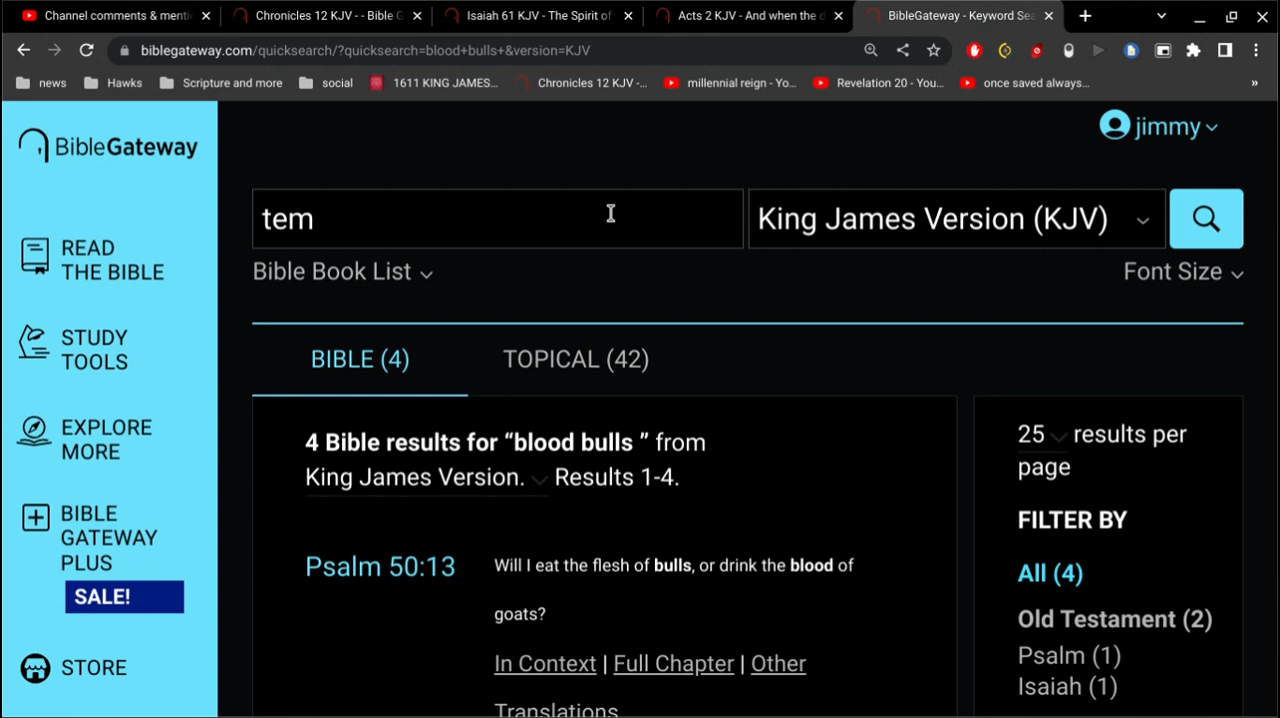 Channel comments & menti
Chronicles 12 KJV - - Bible G
Isaiah 61 KJV - The Spirit of
Acts 2 KJV - And when the d
BibleGateway - Keyword Sea
biblegateway.com/quicksearch/?quicksearch=blood+bulls+&version=KJV
news
Hawks
Scripture and more
social
1611 KING JAMES...
Chronicles 12 KJV -...
millennial reign - Yo...
Revelation 20 - You...
once saved always...
»
BibleGateway
jimmy
tem
King James Version (KJV)
Bible Book List
Font Size
READ
THE BIBLE
STUDY
TOOLS
EXPLORE
MORE
BIBLE
GATEWAY
PLUS
SALE!
STORE
BIBLE (4)
TOPICAL (42)
4 Bible results for “blood bulls ” from
King James Version. Results 1-4.
Psalm 50:13
Will I eat the flesh of bulls, or drink the blood of
goats?
In Context | Full Chapter | Other
Translations
25 results per
page
FILTER BY
All (4)
Old Testament (2)
Psalm (1)
Isaiah (1)